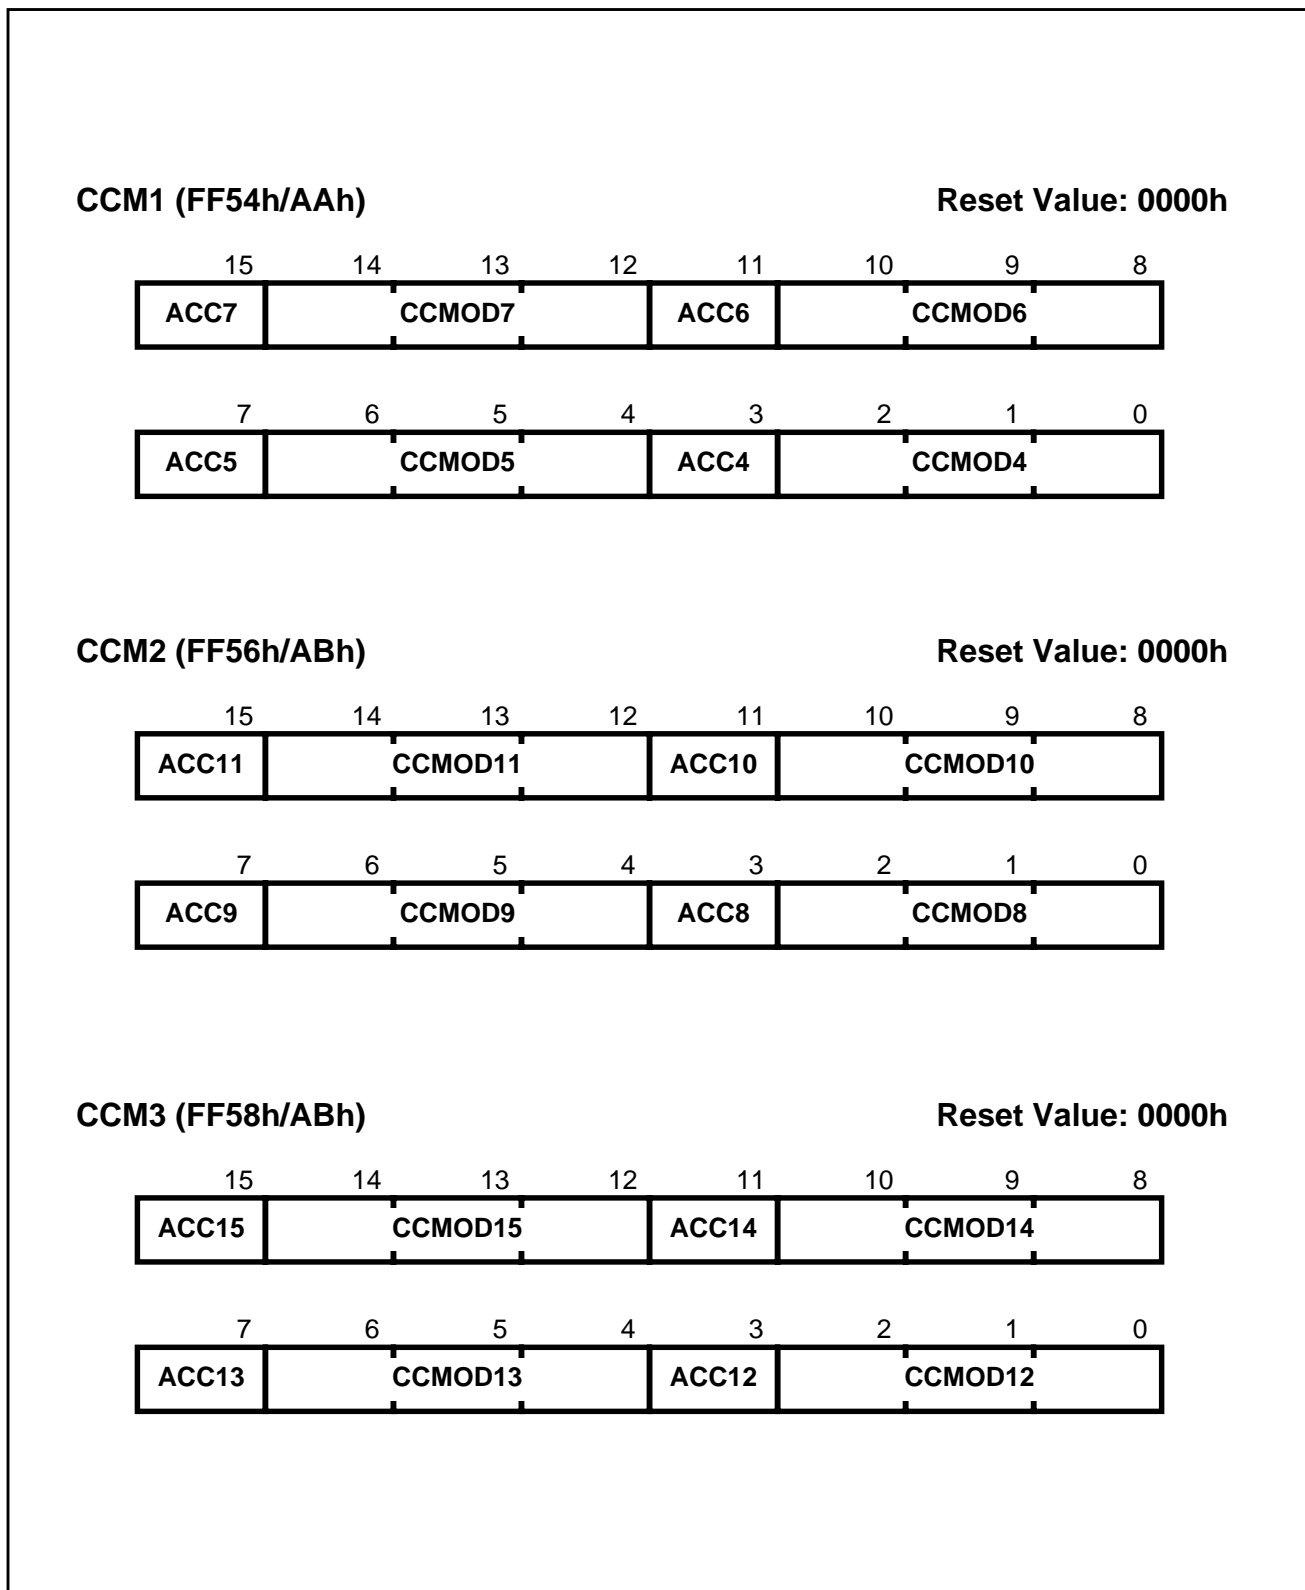 CCM1 (FF54h/AAh) Reset Value: 0000h
15 14 13 12 11 10 9 8
ACC7 CCMOD7 ACC6 CCMOD6
7 6 5 4 3 2 1 0
ACC5 CCMOD5 ACC4 CCMOD4
CCM2 (FF56h/ABh) Reset Value: 0000h
15 14 13 12 11 10 9 8
ACC11 CCMOD11 ACC10 CCMOD10
7 6 5 4 3 2 1 0
ACC9 CCMOD9 ACC8 CCMOD8
CCM3 (FF58h/ABh) Reset Value: 0000h
15 14 13 12 11 10 9 8
ACC15 CCMOD15 ACC14 CCMOD14
7 6 5 4 3 2 1 0
ACC13 CCMOD13 ACC12 CCMOD12